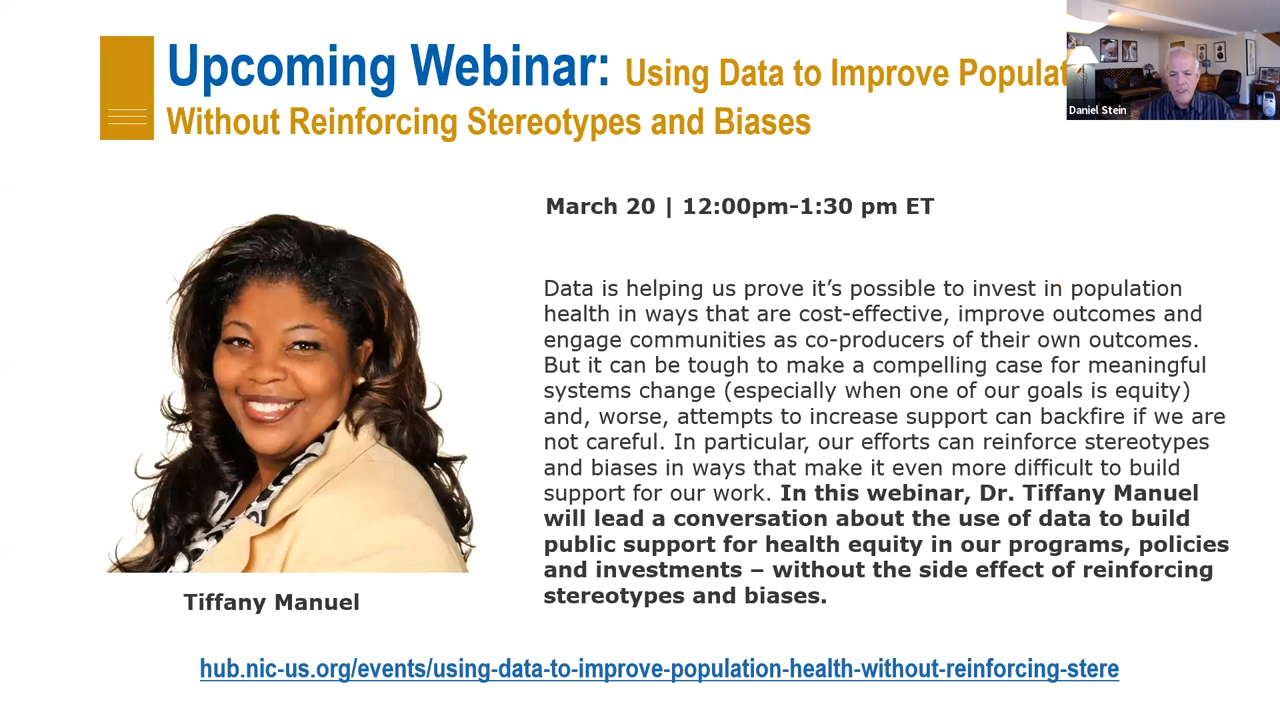 Upcoming Webinar: Using Data to Improve
Without Reinforcing Stereotypes and Biases
Daniel Stein
March 20 | 12:00pm-1:30 pm ET
Data is helping us prove it’s possible to invest in population
health in ways that are cost-effective, improve outcomes and
engage communities as co-producers of their own outcomes.
But it can be tough to make a compelling case for meaningful
systems change (especially when one of our goals is equity)
and, worse, attempts to increase support can backfire if we are
not careful. In particular, our efforts can reinforce stereotypes
and biases in ways that make it even more difficult to build
support for our work. In this webinar, Dr. Tiffany Manuel
will lead a conversation about the use of data to build
public support for health equity in our programs, policies
and investments – without the side effect of reinforcing
stereotypes and biases.
Tiffany Manuel
hub.nic-us.org/events/using-data-to-improve-population-health-without-reinforcing-stere